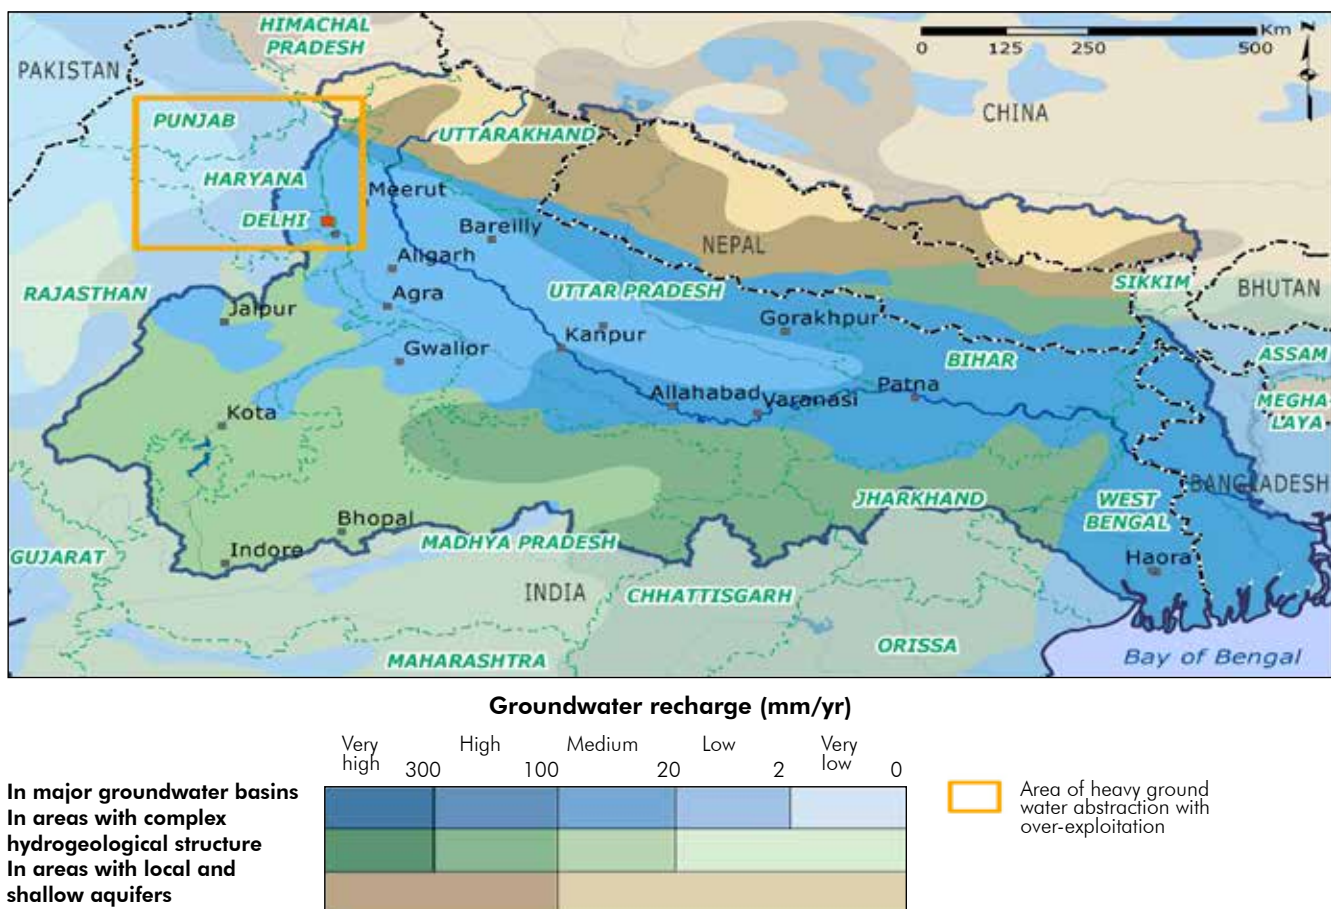 HIMACHAL
PRADESH
Km
0 125 250 500
N
PAKISTAN
CHINA
PUNJAB
UTTARAKHAND
HARYANA
Meerut
DELHI
Bareilly
NEPAL
Aligarh
RAJASTHAN
UTTAR PRADESH
SIKKIM
BHUTAN
Agra
Jaipur
Gorakhpur
Kanpur
Gwalior
BIHAR
ASSAM
Allahabad
Patna
Varanasi
MEGHA-
LAYA
Kota
BANGLADESH
JHARKHAND
WEST
BENGAL
Bhopal
MADHYA PRADESH
GUJARAT
Indore
Haora
INDIA
CHHATTISGARH
ORISSA
MAHARASHTRA
Bay of Bengal
Groundwater recharge (mm/yr)
Very
high
High
Medium
Low
Very
low
300 100 20 2 0
In major groundwater basins
In areas with complex
hydrogeological structure
In areas with local and
shallow aquifers
Area of heavy ground
water abstraction with
over-exploitation